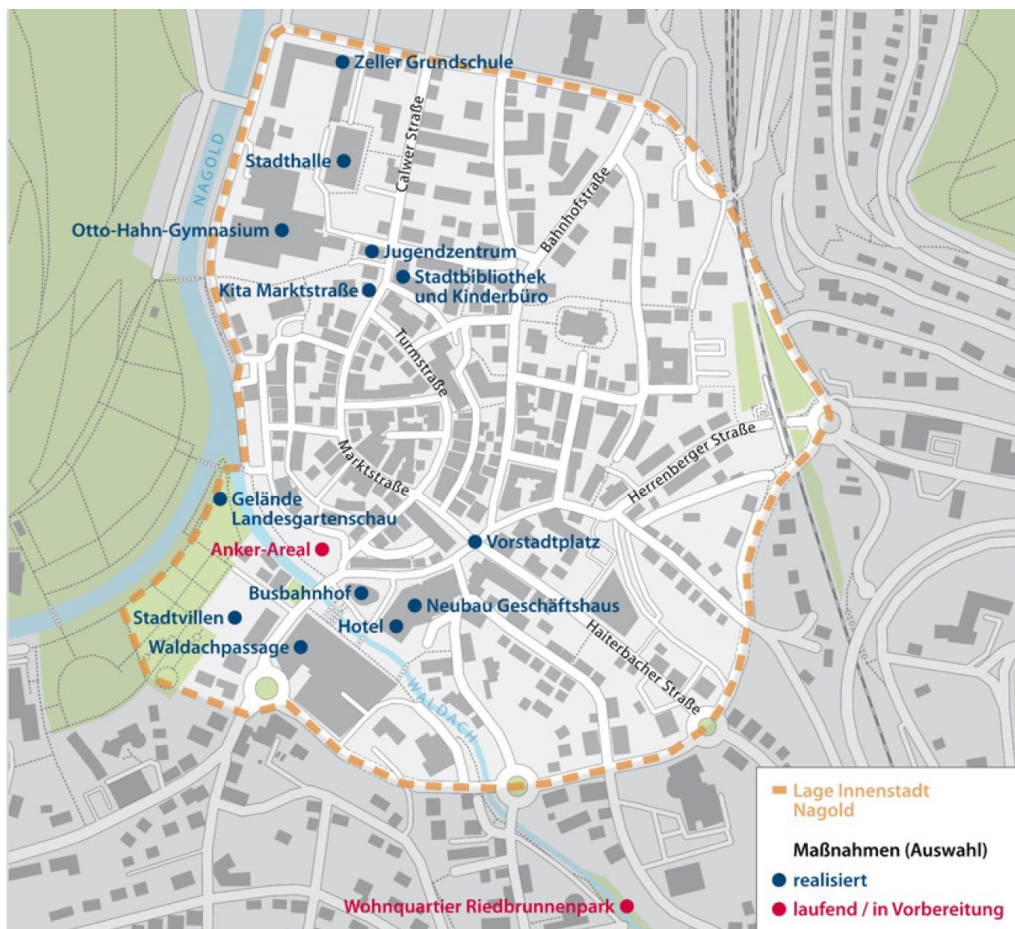 Zeller Grundschule
Calwer Straße
Stadthalle
NAGOLD
Bahnhofstraße
Otto-Hahn-Gymnasium
Jugendzentrum
Stadtbibliothek
und Kinderbüro
Kita Marktstraße
Turmstraße
Marktstraße
Herrenberger Straße
Gelände
Landesgartenschau
Anker-Areal
Vorstadtplatz
Busbahnhof
Neubau Geschäftshaus
Stadtvillen
Hotel
Waldachpassage
Haiterbacher Straße
WALDACH
Lage Innenstadt
Nagold
Maßnahmen (Auswahl)
realisiert
laufend / in Vorbereitung
Wohnquartier Riedbrunnenpark